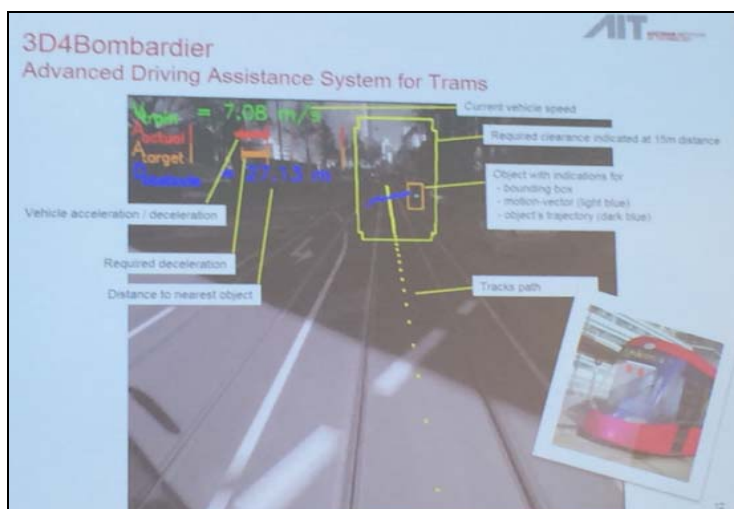 3D4Bombardier
AIT
Advanced Driving Assistance System for Trams
= 7.08 m/s
Current vehicle speed
Required clearance indicated at 15m distance
Object with indications for
- bounding box
- motion-vector (light blue)
- object's trajectory (dark blue)
Vehicle acceleration / deceleration
Required deceleration
Distance to nearest object
Tracks path